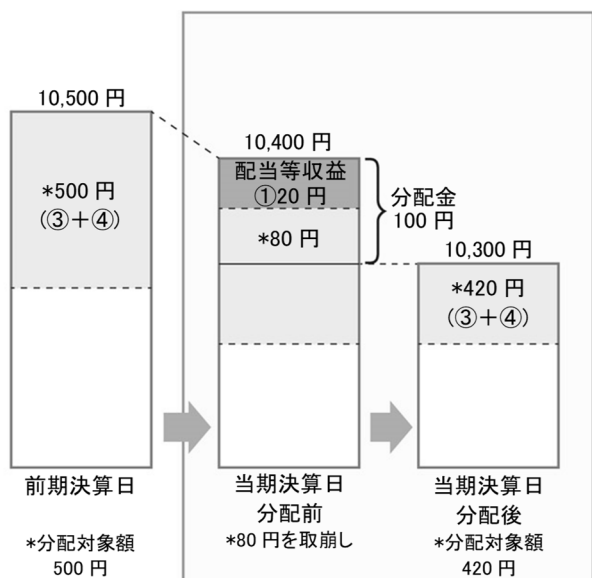 10,500 円
*500 円
(③+④)
前期決算日
*分配対象額
500 円
10,400 円
配当等収益
①20 円
*80 円
分配金
100 円
当期決算日
分配前
*80 円を取崩し
10,300 円
*420 円
(③+④)
当期決算日
分配後
*分配対象額
420 円